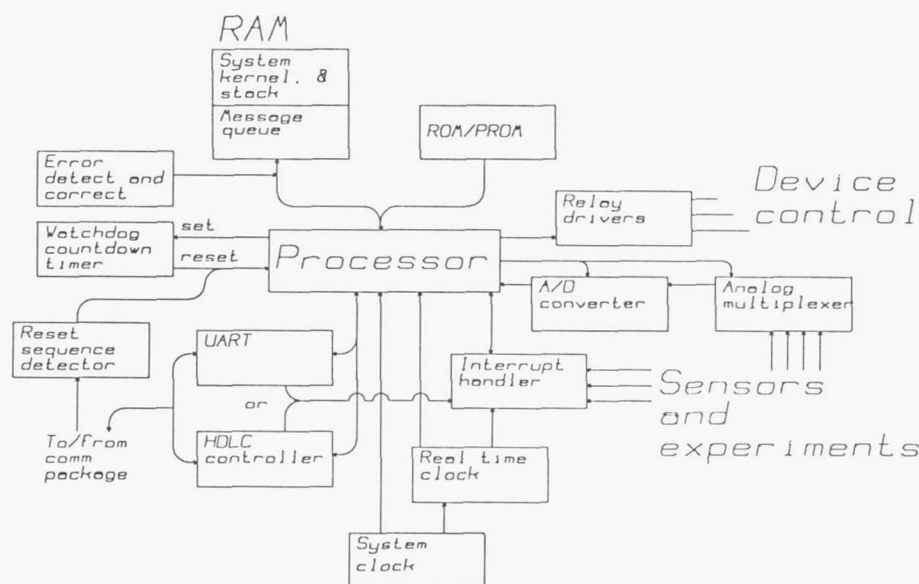 RAM
System
kernel, &
stack
Message
queue
ROM/PROM
Error
detect and
correct
Device
control
Relay
drivers
Watchdog
countdown
timer
set
reset
Processor
A/D
converter
Analog
multiplexer
Reset
sequence
detector
UART
Interrupt
handler
Sensors
and
experiments
or
To/from
comm
package
HDLC
controller
Real time
clock
System
clock